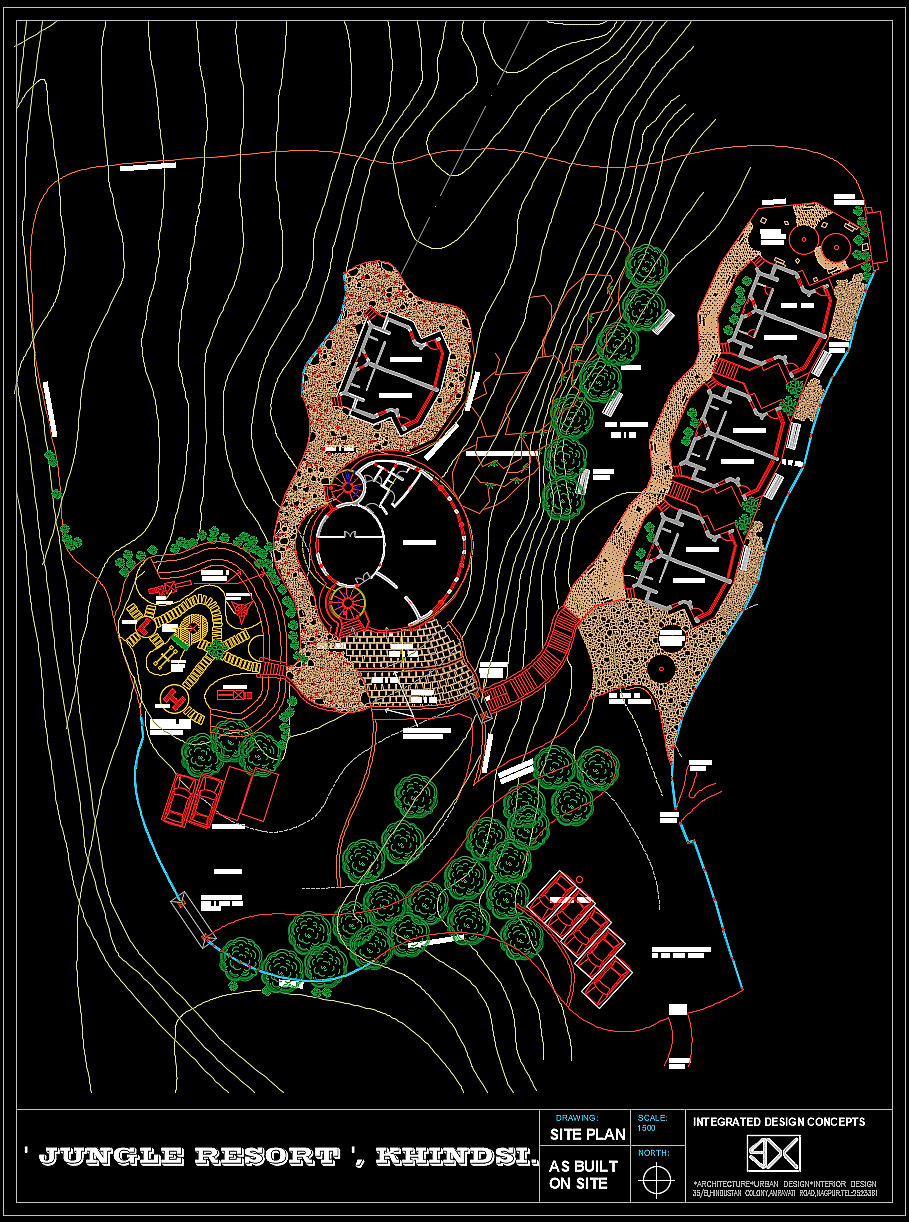 ' JUNGLE RESORT ', KHINDSI.
DRAWING:
SITE PLAN
AS BUILT
ON SITE
SCALE:
1:500
NORTH:
INTEGRATED DESIGN CONCEPTS
*ARCHITECTURE*URBAN DESIGN*INTERIOR DESIGN
35/B,HINDUSTAN COLONY,AMRAVATI ROAD,NAGPUR.TEL:2523361